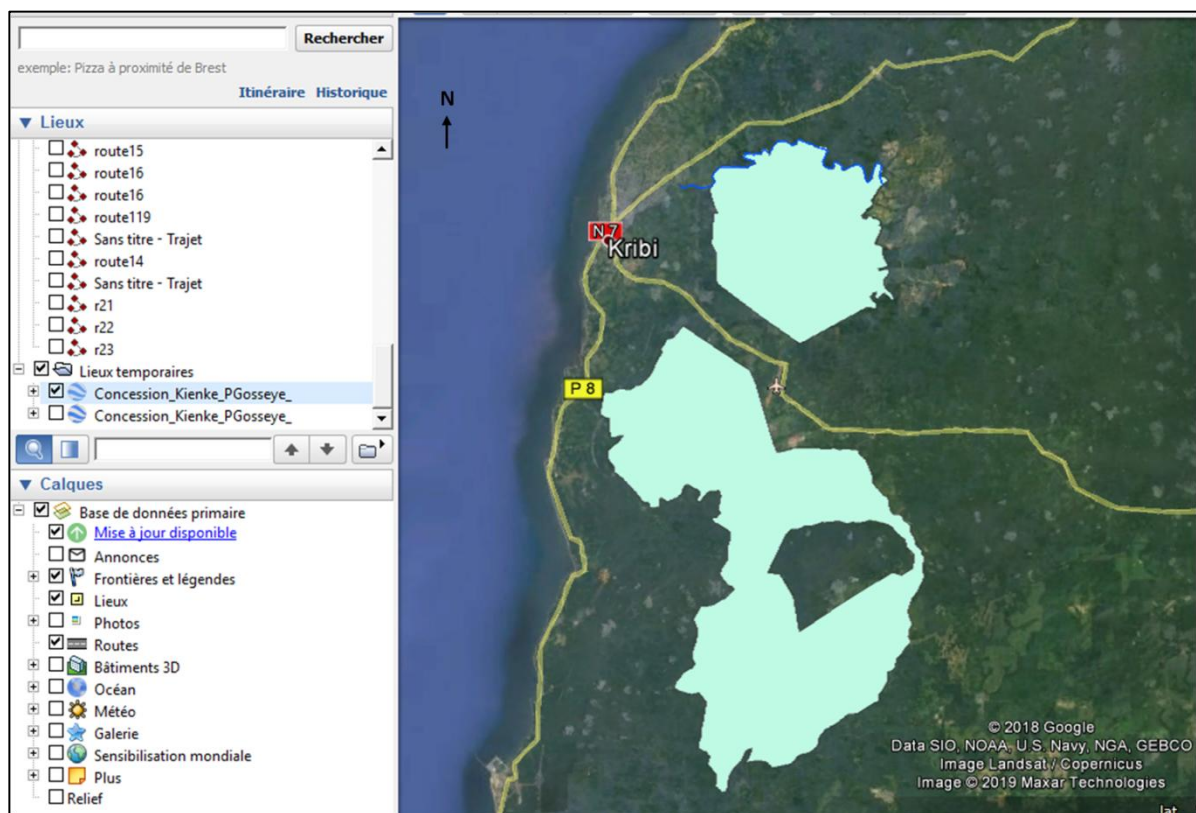 Rechercher
exemple: Pizza à proximité de Brest
Itinéraire Historique
Lieux
route15
route16
route16
route119
Sans titre - Trajet
route14
Sans titre - Trajet
r21
r22
r23
Lieux temporaires
Concession_Kienke_PGosseye_
Concession_Kienke_PGosseye_
Calques
Base de données primaire
Mise à jour disponible
Annonces
Frontières et légendes
Lieux
Photos
Routes
Bâtiments 3D
Océan
Météo
Galerie
Sensibilisation mondiale
Plus
Relief
N
N 7
Kribi
P 8
© 2018 Google
Data SIO, NOAA, U.S. Navy, NGA, GEBCO
Image Landsat / Copernicus
Image © 2019 Maxar Technologies
lat